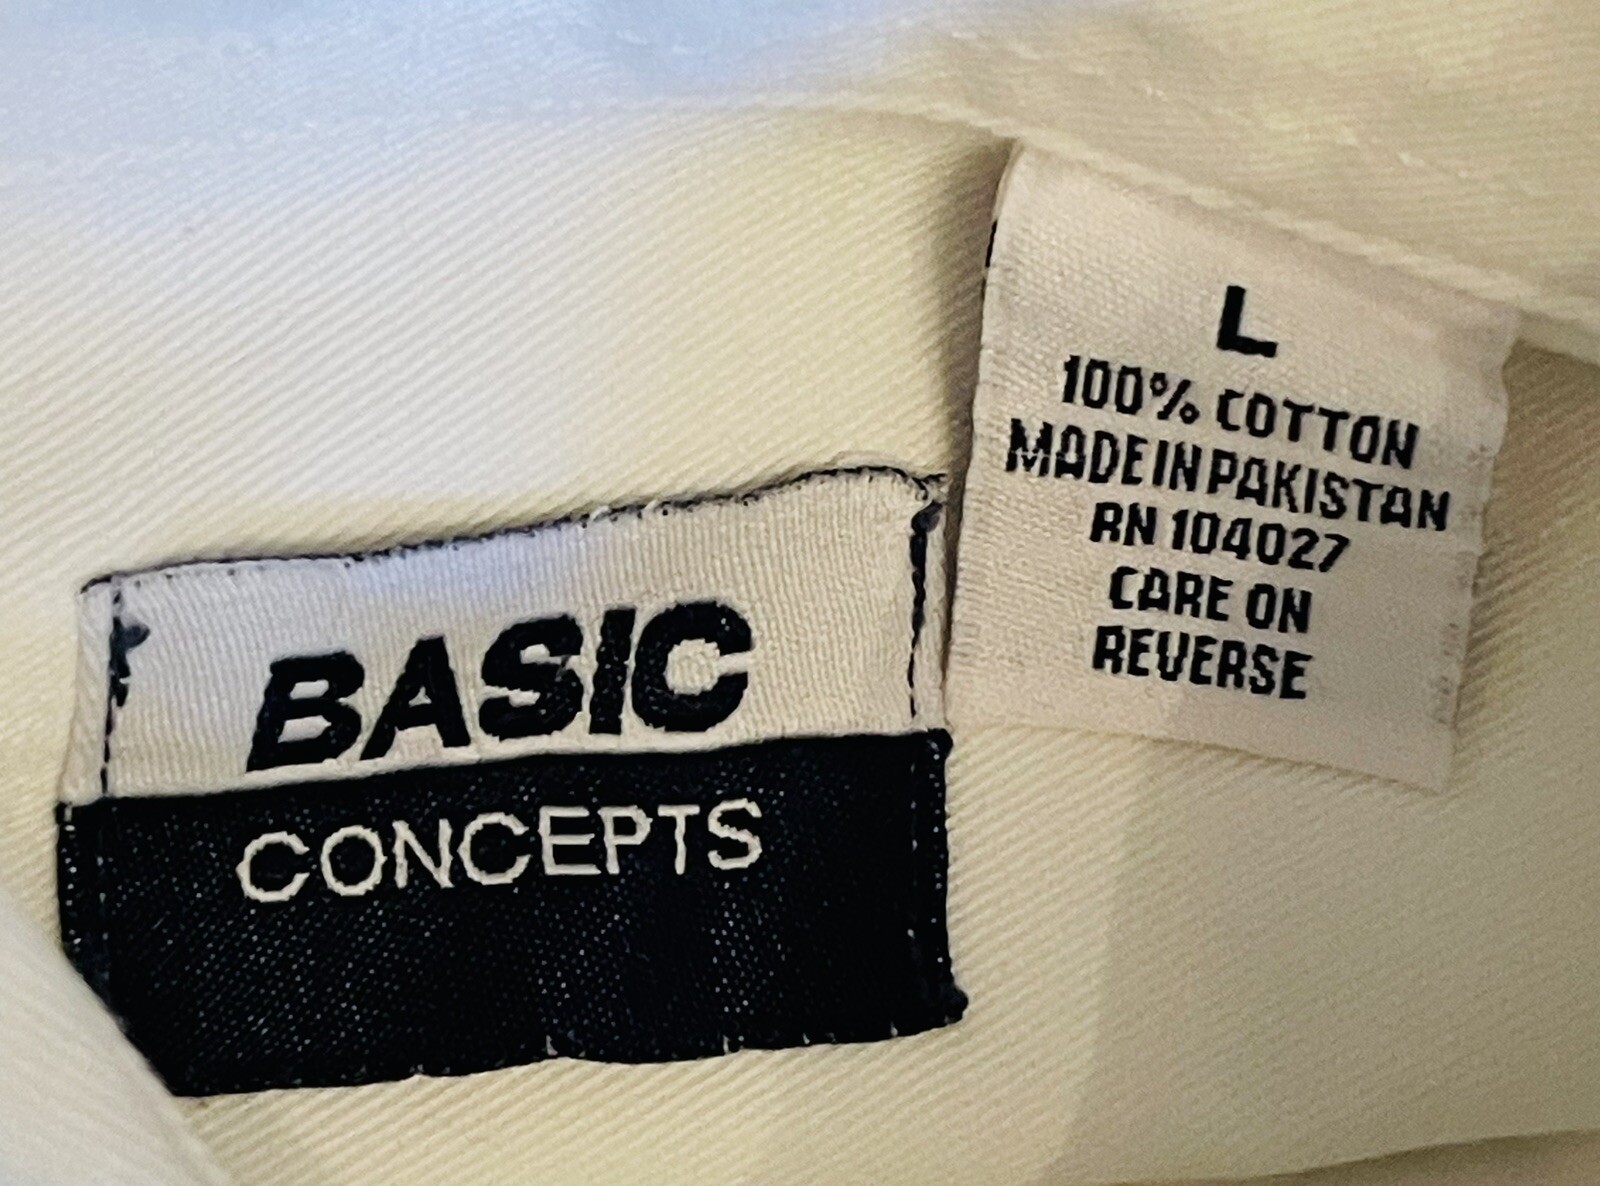 BASIC
CONCEPTS
L
100% COTTON
MADE IN PAKISTAN
RN 104027
CARE ON
REVERSE